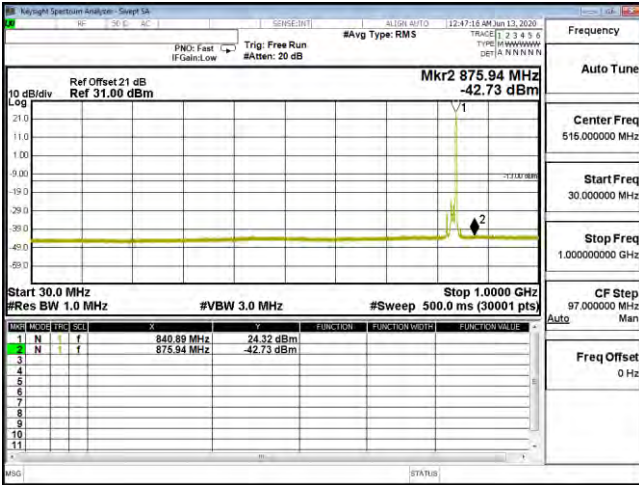 Keysight Spectrum Analyzer - Swept SA
RF 50 Ω AC SENSE:INT ALIGN AUTO 12:47:16 AM Jun 13, 2020
#Avg Type: RMS TRACE 1 2 3 4 5 6
PNO: Fast Trig: Free Run TYPE M WWWWW
IFGain:Low #Atten: 20 dB DET A N N N N N
Frequency
Auto Tune
Center Freq
515.000000 MHz
Start Freq
30.000000 MHz
Stop Freq
1.000000000 GHz
CF Step
97.000000 MHz
Auto Man
Freq Offset
0 Hz
Ref Offset 21 dB Mkr2 875.94 MHz
10 dB/div Ref 31.00 dBm -42.73 dBm
Log
21.0
11.0
1.00
-9.00
-19.0
-29.0
-39.0
-49.0
-59.0
1
-13.00 dBm
2
Start 30.0 MHz Stop 1.0000 GHz
#Res BW 1.0 MHz #VBW 3.0 MHz #Sweep 500.0 ms (30001 pts)
MKR MODE TRC SCL X Y FUNCTION FUNCTION WIDTH FUNCTION VALUE
1 N 1 f 840.89 MHz 24.32 dBm
2 N 1 f 875.94 MHz -42.73 dBm
3
4
5
6
7
8
9
10
11
MSG STATUS